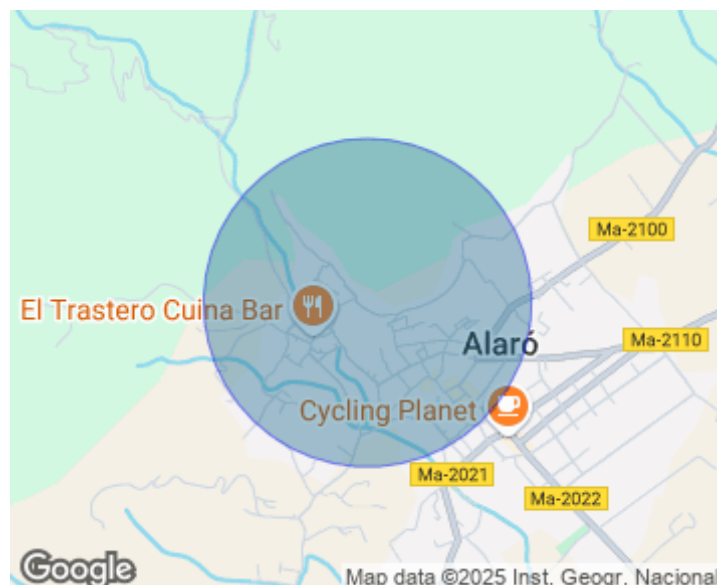 Ma-2100
El Trastero Cuina Bar
Alaró
Ma-2110
Cycling Planet
Ma-2021
Ma-2022
Google
Map data ©2025 Inst. Geogr. Nacional